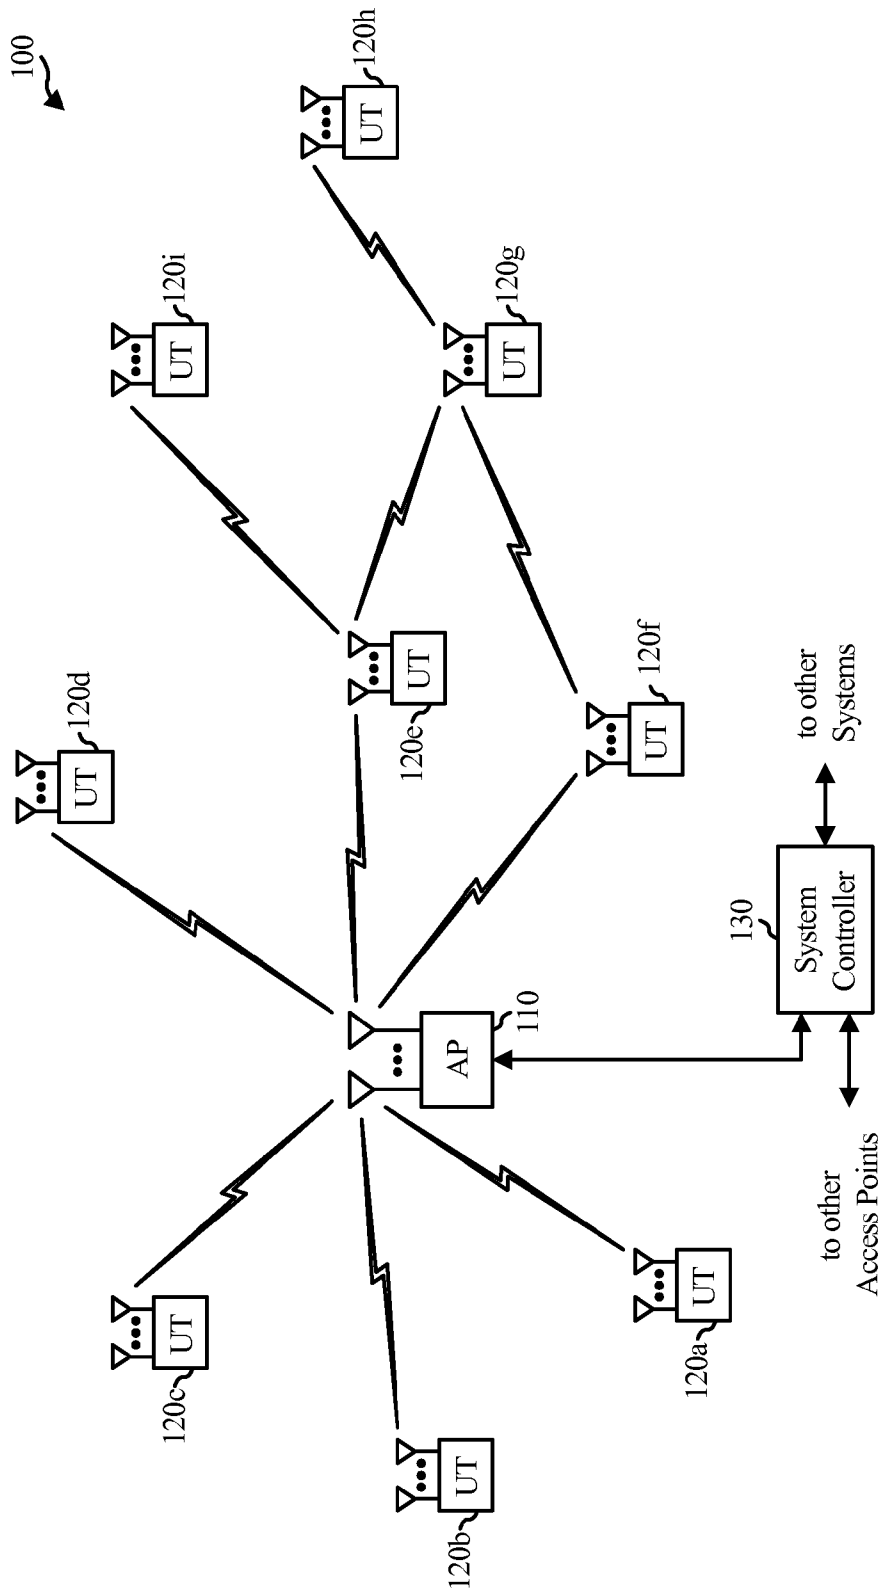 100
UT
120h
UT
120i
UT
120g
UT
120d
UT
120e
UT
120f
AP
110
UT
120c
UT
120b
UT
120a
130
System
Controller
to other
Systems
to other
Access Points